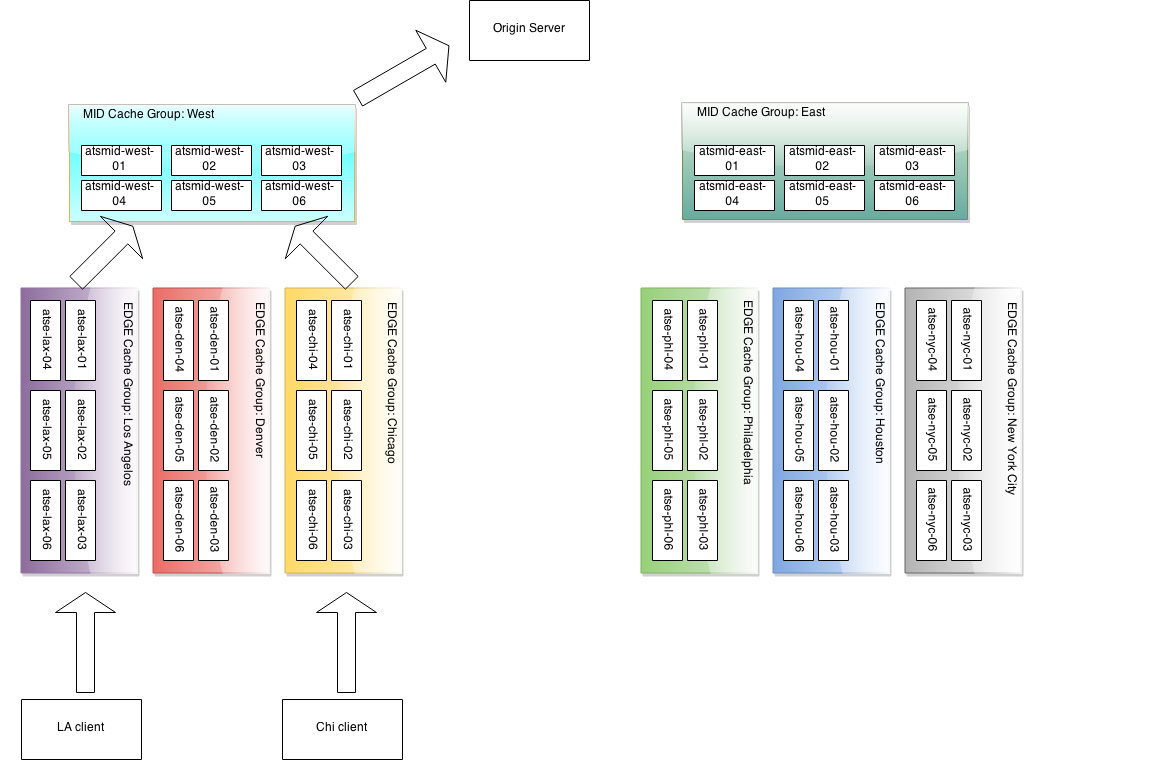 Origin Server
MID Cache Group: West
atsmid-west-
01
atsmid-west-
02
atsmid-west-
03
atsmid-west-
04
atsmid-west-
05
atsmid-west-
06
MID Cache Group: East
atsmid-east-
01
atsmid-east-
02
atsmid-east-
03
atsmid-east-
04
atsmid-east-
05
atsmid-east-
06
EDGE Cache Group: Los Angelos
atse-lax-01
atse-lax-02
atse-lax-03
atse-lax-04
atse-lax-05
atse-lax-06
EDGE Cache Group: Denver
atse-den-01
atse-den-02
atse-den-03
atse-den-04
atse-den-05
atse-den-06
EDGE Cache Group: Chicago
atse-chi-01
atse-chi-02
atse-chi-03
atse-chi-04
atse-chi-05
atse-chi-06
EDGE Cache Group: Philadelphia
atse-phl-01
atse-phl-02
atse-phl-03
atse-phl-04
atse-phl-05
atse-phl-06
EDGE Cache Group: Houston
atse-hou-01
atse-hou-02
atse-hou-03
atse-hou-04
atse-hou-05
atse-hou-06
EDGE Cache Group: New York City
atse-nyc-01
atse-nyc-02
atse-nyc-03
atse-nyc-04
atse-nyc-05
atse-nyc-06
LA client
Chi client